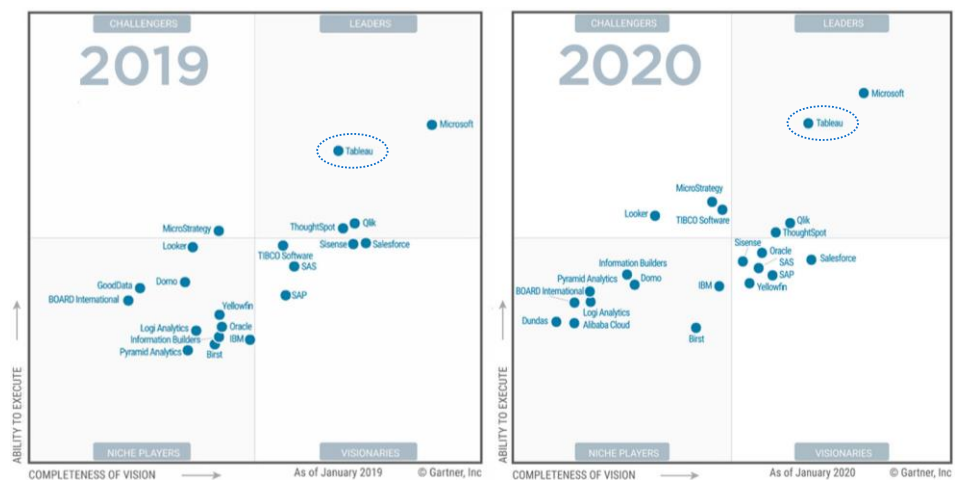 CHALLENGERS
LEADERS
2019
Microsoft
Tableau
Qlik
ThoughtSpot
MicroStrategy
Looker
TIBCO Software
Sisense
Salesforce
SAS
GoodData
Domo
BOARD International
SAP
Yellowfin
Logi Analytics
Oracle
Information Builders
IBM
Pyramid Analytics
Birst
ABILITY TO EXECUTE
NICHE PLAYERS
VISIONARIES
COMPLETENESS OF VISION
As of January 2019
© Gartner, Inc
CHALLENGERS
LEADERS
2020
Microsoft
Tableau
MicroStrategy
Looker
TIBCO Software
Qlik
ThoughtSpot
Sisense
Oracle
Salesforce
SAS
Information Builders
SAP
Pyramid Analytics
Domo
IBM
Yellowfin
BOARD International
Logi Analytics
Dundas
Alibaba Cloud
Birst
ABILITY TO EXECUTE
NICHE PLAYERS
VISIONARIES
COMPLETENESS OF VISION
As of January 2020
© Gartner, Inc